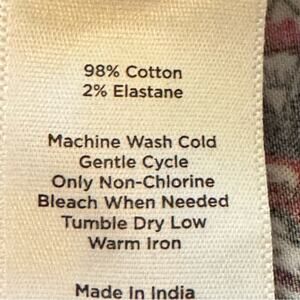 98% Cotton
2% Elastane
Machine Wash Cold
Gentle Cycle
Only Non-Chlorine
Bleach When Needed
Tumble Dry Low
Warm Iron
Made in India